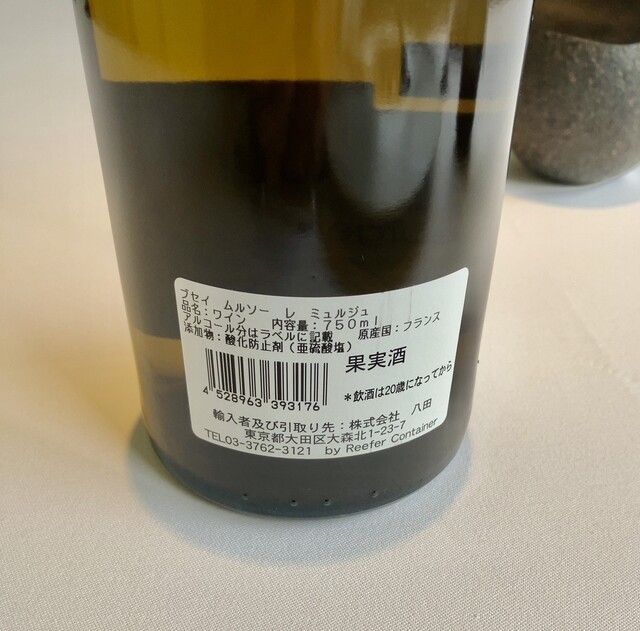 ブセイ　ムルソー　レ　ミュルジュ
品名：ワイン　　内容量：750ml
アルコール分はラベルに記載　　原産国：フランス
添加物：酸化防止剤（亜硫酸塩）
果実酒
4 528963 393176
＊飲酒は20歳になってから
輸入者及び引取り先：株式会社　八田
東京都大田区大森北1-23-7
TEL03-3762-3121　by Reefer Container